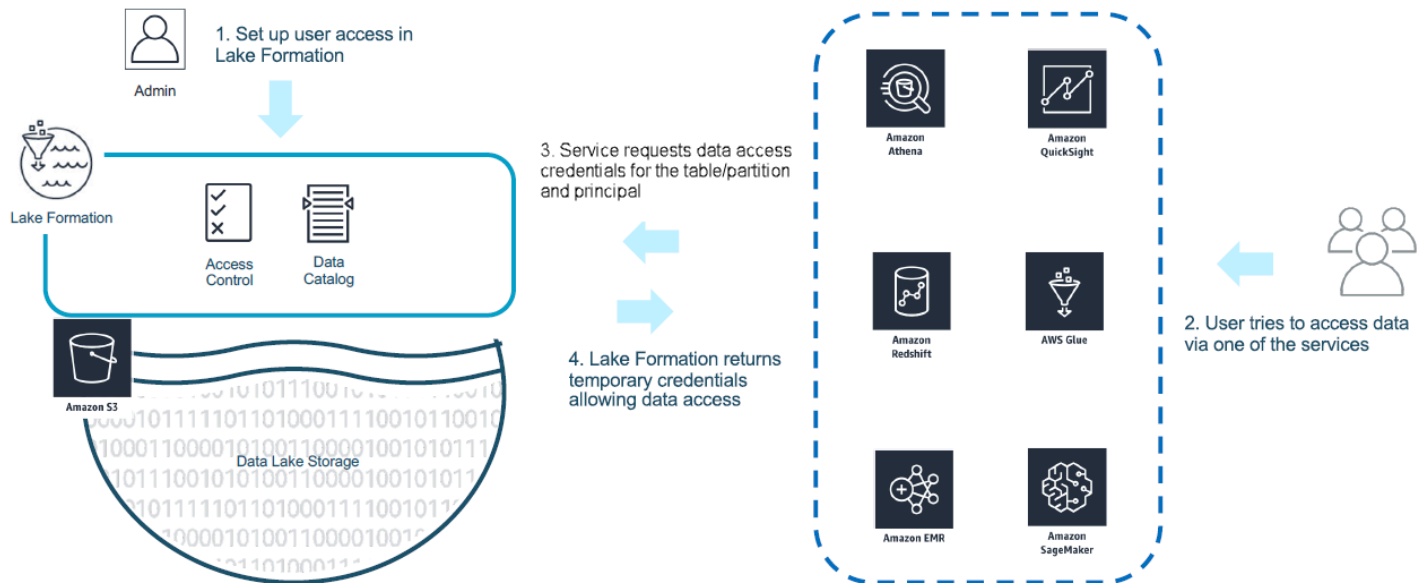 1. Set up user access in
Lake Formation
Admin
Lake Formation
Access
Control
Data
Catalog
Amazon S3
Data Lake Storage
3. Service requests data access
credentials for the table/partition
and principal
4. Lake Formation returns
temporary credentials
allowing data access
Amazon
Athena
Amazon
QuickSight
Amazon
Redshift
AWS Glue
Amazon EMR
Amazon
SageMaker
2. User tries to access data
via one of the services